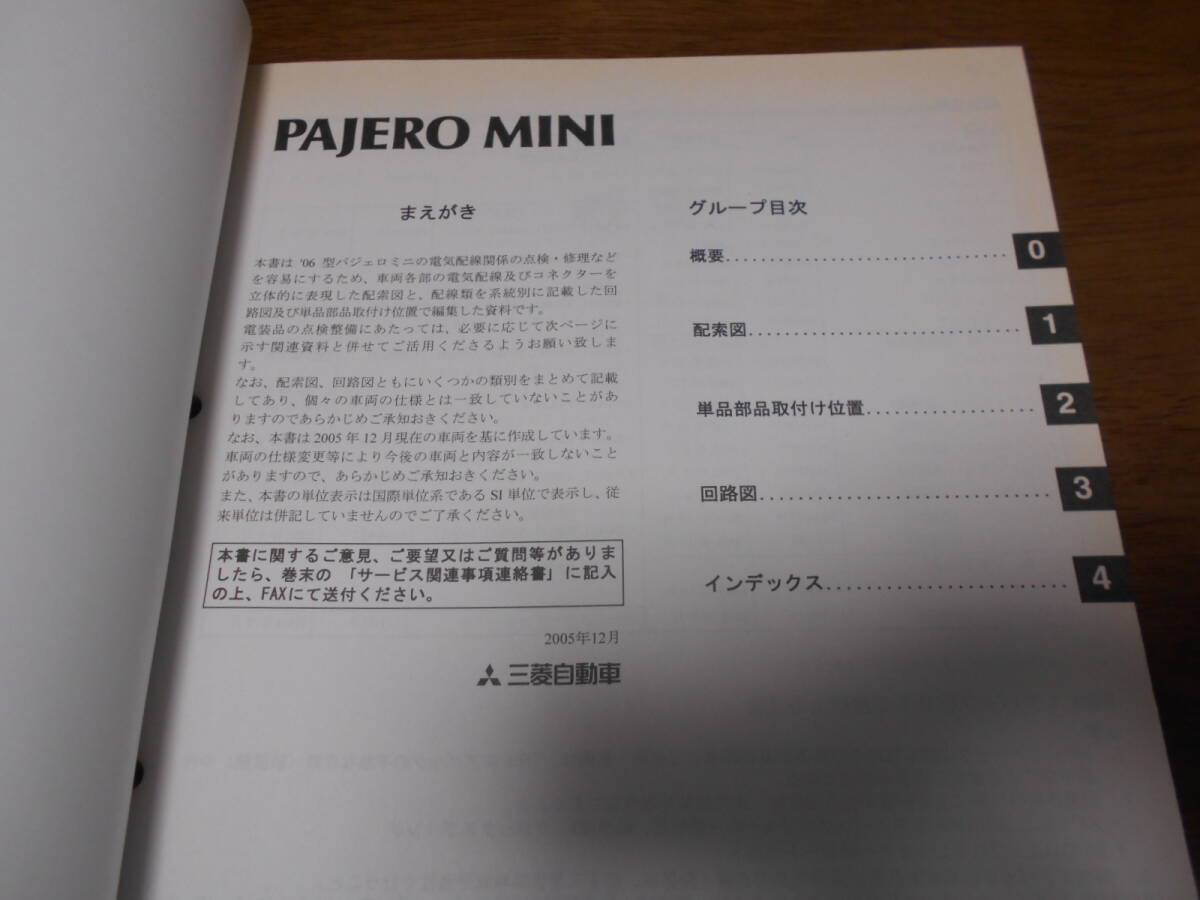 PAJERO MINI
まえがき
本書は '06 型パジェロミニの電気配線関係の点検・修理など
を容易にするため、車両各部の電気配線及びコネクターを
立体的に表現した配索図と、配線類を系統別に記載した回
路図及び単品部品取付け位置で編集した資料です。
電装品の点検整備にあたっては、必要に応じて次ページに
示す関連資料と併せてご活用くださるようお願い致しま
す。
なお、配索図、回路図ともにいくつかの類別をまとめて記載
してあり、個々の車両の仕様とは一致していないことがあ
りますのであらかじめご承知おきください。
なお、本書は 2005 年 12 月現在の車両を基に作成しています。
車両の仕様変更等により今後の車両と内容が一致しないこと
がありますので、あらかじめご承知おきください。
また、本書の単位表示は国際単位系である SI 単位で表示し、従
来単位は併記していませんのでご了承ください。
本書に関するご意見、ご要望又はご質問等がありま
したら、巻末の 「サービス関連事項連絡書」に記入
の上、FAXにて送付ください。
2005年12月
三菱自動車
グループ目次
概要................................ 0
配索図.............................. 1
単品部品取付け位置.................. 2
回路図.............................. 3
インデックス........................ 4